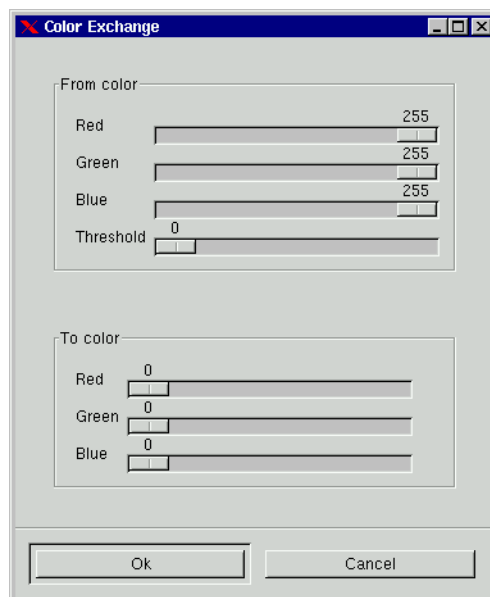 Color Exchange
From color
Red 255
Green 255
Blue 255
Threshold 0
To color
Red 0
Green 0
Blue 0
Ok Cancel